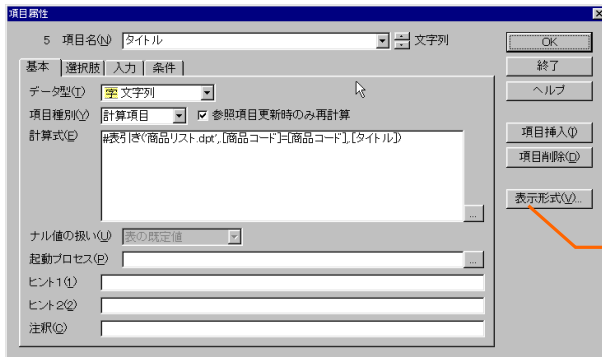 項目属性
5 項目名(N) タイトル 文字列
OK
終了
ヘルプ
項目挿入(I)
項目削除(D)
表示形式(V)...
基本 選択肢 入力 条件
データ型(T) 字 文字列
項目種別(Y) 計算項目 参照項目更新時のみ再計算
計算式(E) #表引き('商品リスト.dpt',[商品コード]=[商品コード],[タイトル])
...
ナル値の扱い(U) 表の既定値
起動プロセス(P) ...
ヒント1(1)
ヒント2(2)
注釈(C)